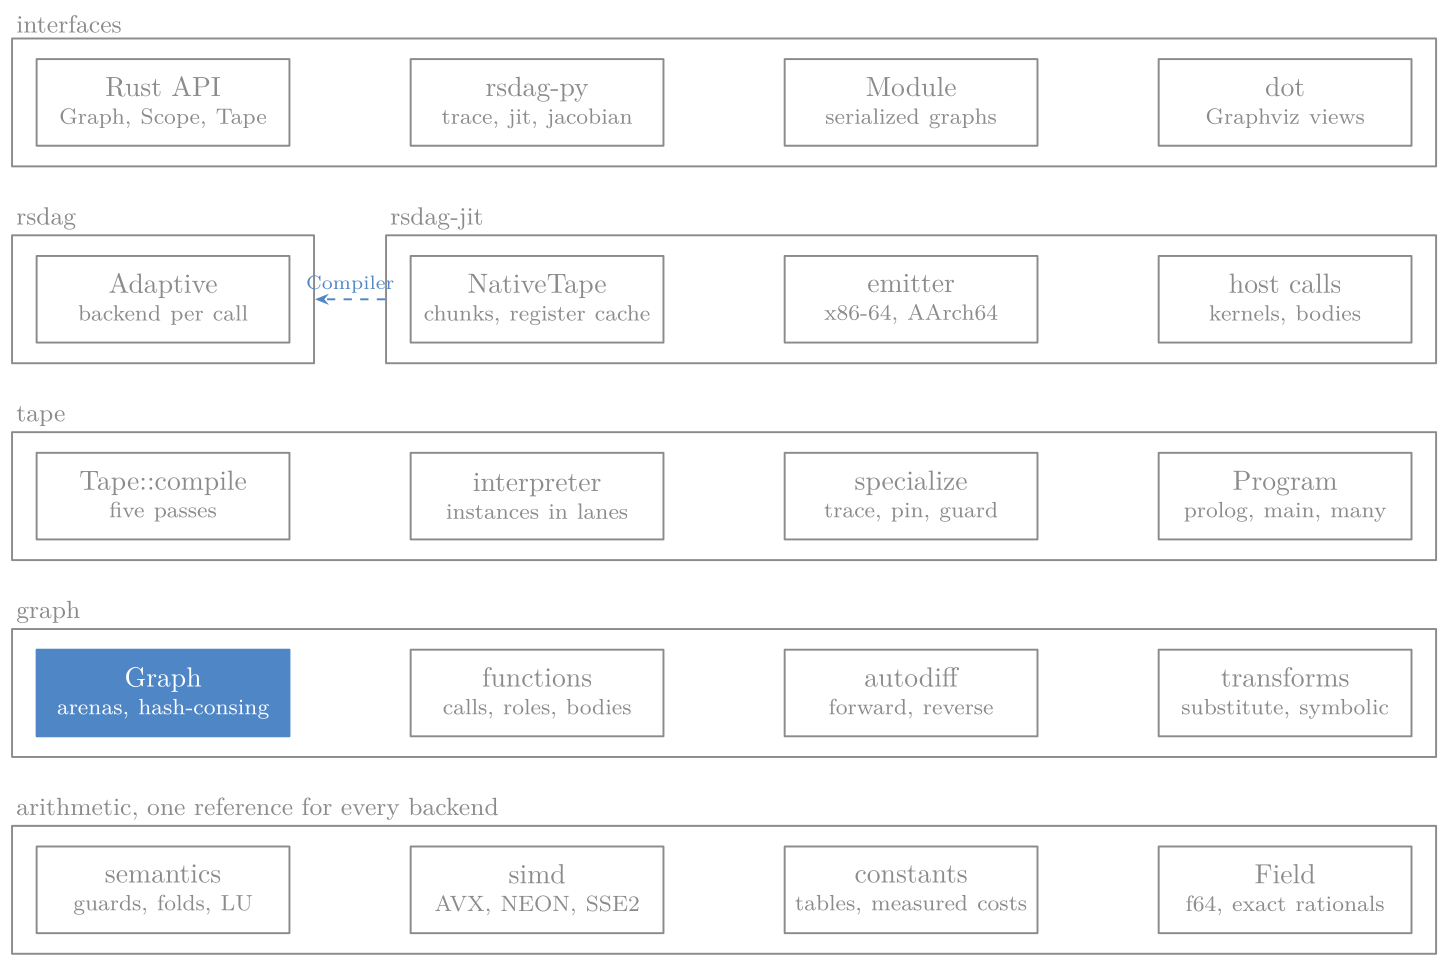 interfaces
Rust API
Graph, Scope, Tape
rsdag-py
trace, jit, jacobian
Module
serialized graphs
dot
Graphviz views
rsdag
Adaptive
backend per call
Compiler
rsdag-jit
NativeTape
chunks, register cache
emitter
x86-64, AArch64
host calls
kernels, bodies
tape
Tape::compile
five passes
interpreter
instances in lanes
specialize
trace, pin, guard
Program
prolog, main, many
graph
Graph
arenas, hash-consing
functions
calls, roles, bodies
autodiff
forward, reverse
transforms
substitute, symbolic
arithmetic, one reference for every backend
semantics
guards, folds, LU
simd
AVX, NEON, SSE2
constants
tables, measured costs
Field
f64, exact rationals